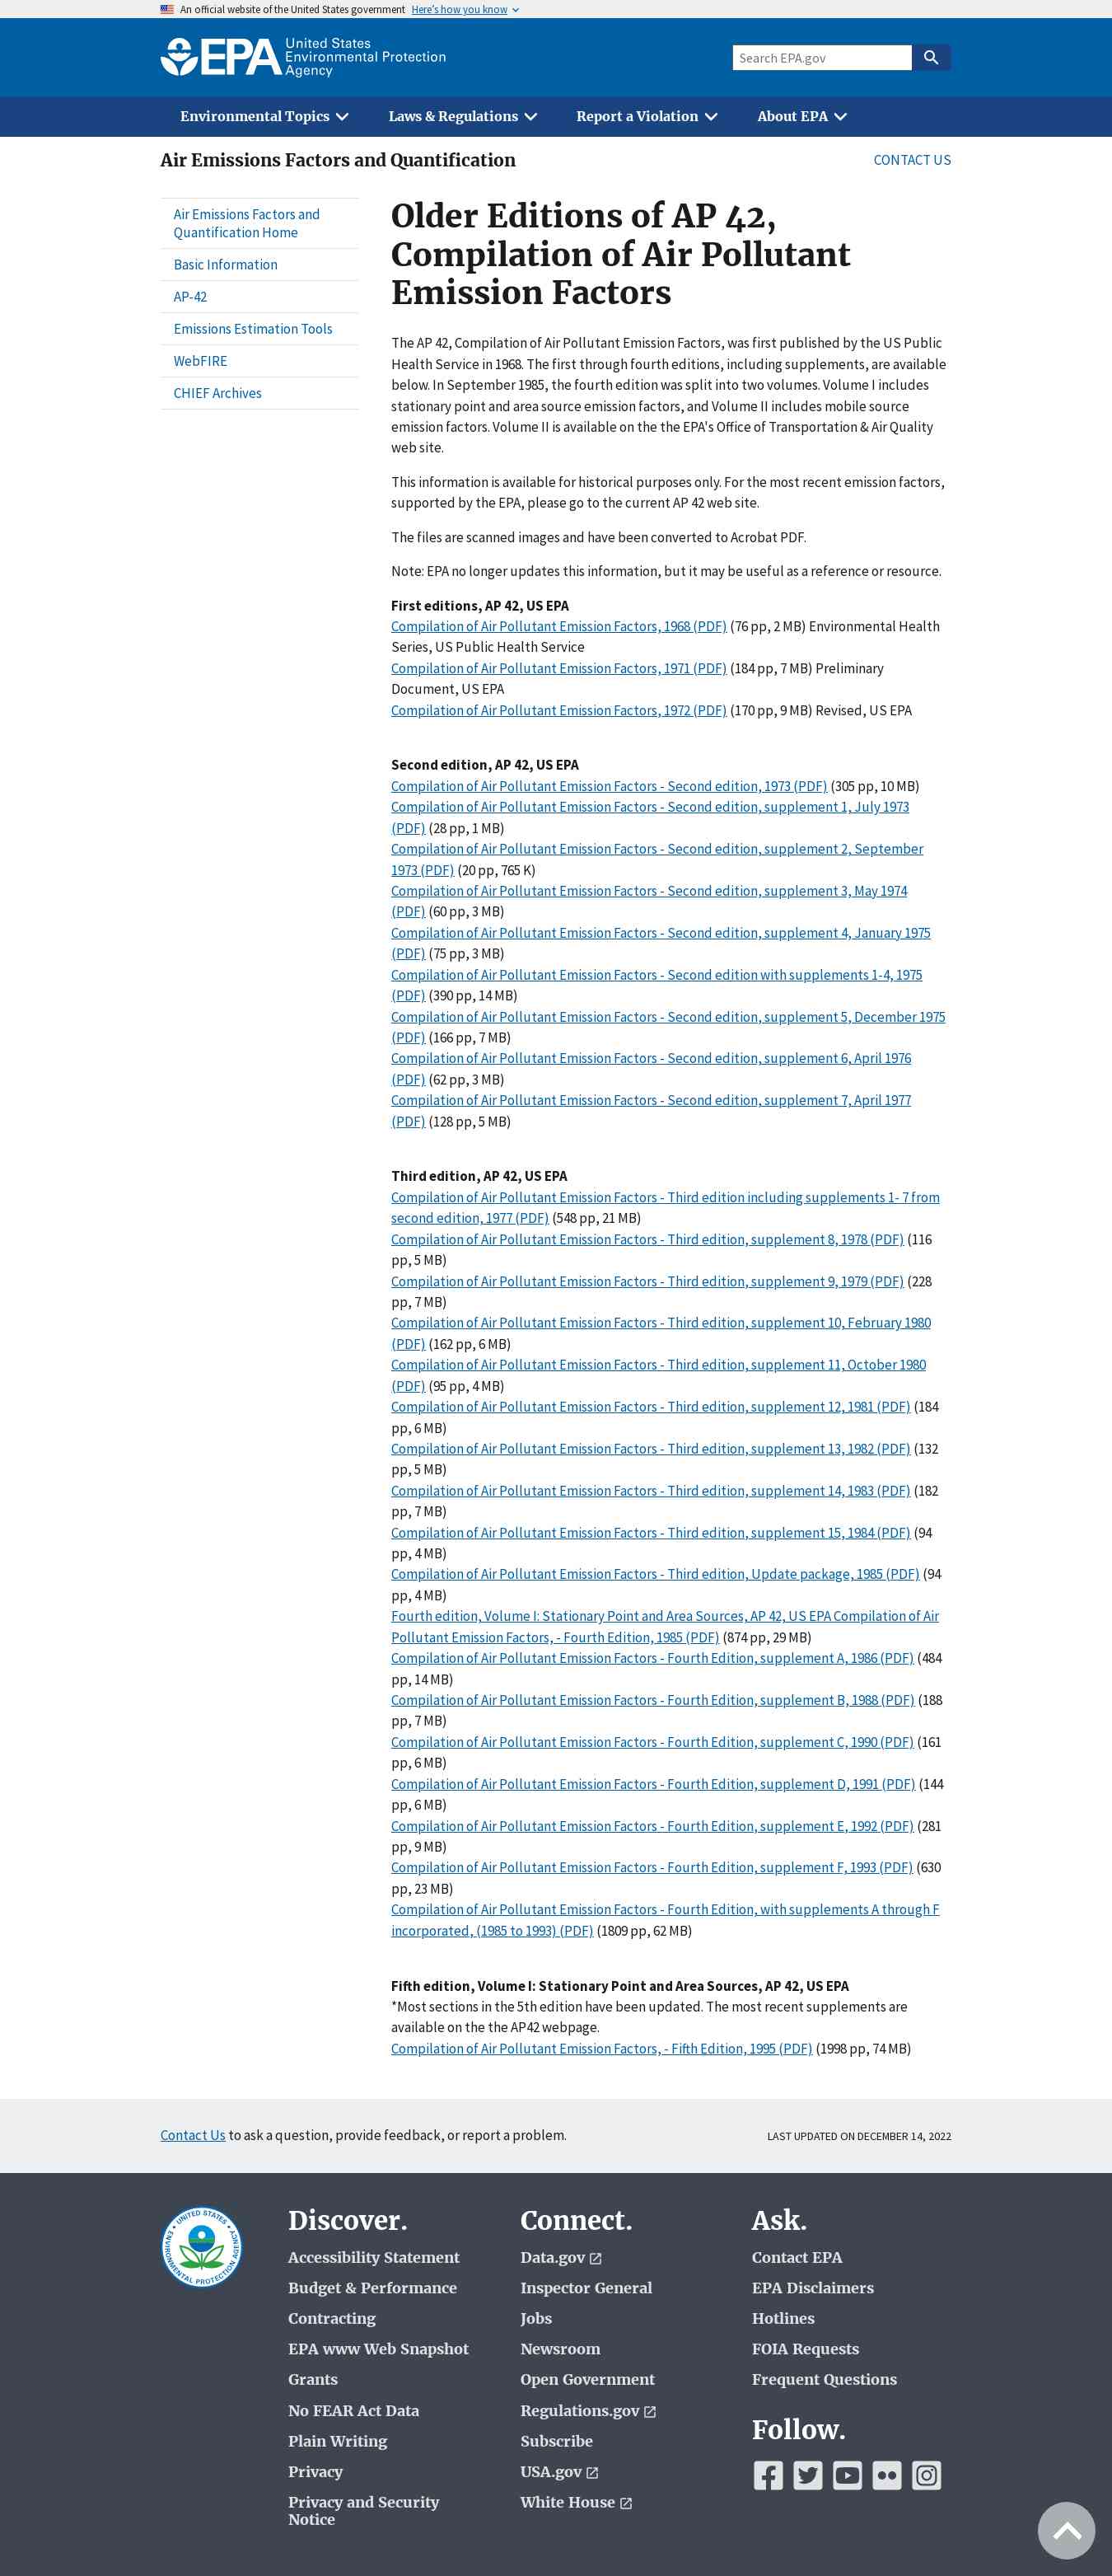 An official website of the United States government Here's how you know
EPA United States
Environmental Protection
Agency
Search EPA.gov
Environmental Topics Laws & Regulations Report a Violation About EPA
Air Emissions Factors and Quantification CONTACT US
Air Emissions Factors and
Quantification Home
Basic Information
AP-42
Emissions Estimation Tools
WebFIRE
CHIEF Archives
Older Editions of AP 42,
Compilation of Air Pollutant
Emission Factors
The AP 42, Compilation of Air Pollutant Emission Factors, was first published by the US Public
Health Service in 1968. The first through fourth editions, including supplements, are available
below. In September 1985, the fourth edition was split into two volumes. Volume I includes
stationary point and area source emission factors, and Volume II includes mobile source
emission factors. Volume II is available on the the EPA's Office of Transportation & Air Quality
web site.
This information is available for historical purposes only. For the most recent emission factors,
supported by the EPA, please go to the current AP 42 web site.
The files are scanned images and have been converted to Acrobat PDF.
Note: EPA no longer updates this information, but it may be useful as a reference or resource.
First editions, AP 42, US EPA
Compilation of Air Pollutant Emission Factors, 1968 (PDF) (76 pp, 2 MB) Environmental Health
Series, US Public Health Service
Compilation of Air Pollutant Emission Factors, 1971 (PDF) (184 pp, 7 MB) Preliminary
Document, US EPA
Compilation of Air Pollutant Emission Factors, 1972 (PDF) (170 pp, 9 MB) Revised, US EPA
Second edition, AP 42, US EPA
Compilation of Air Pollutant Emission Factors - Second edition, 1973 (PDF) (305 pp, 10 MB)
Compilation of Air Pollutant Emission Factors - Second edition, supplement 1, July 1973
(PDF) (28 pp, 1 MB)
Compilation of Air Pollutant Emission Factors - Second edition, supplement 2, September
1973 (PDF) (20 pp, 765 K)
Compilation of Air Pollutant Emission Factors - Second edition, supplement 3, May 1974
(PDF) (60 pp, 3 MB)
Compilation of Air Pollutant Emission Factors - Second edition, supplement 4, January 1975
(PDF) (75 pp, 3 MB)
Compilation of Air Pollutant Emission Factors - Second edition with supplements 1-4, 1975
(PDF) (390 pp, 14 MB)
Compilation of Air Pollutant Emission Factors - Second edition, supplement 5, December 1975
(PDF) (166 pp, 7 MB)
Compilation of Air Pollutant Emission Factors - Second edition, supplement 6, April 1976
(PDF) (62 pp, 3 MB)
Compilation of Air Pollutant Emission Factors - Second edition, supplement 7, April 1977
(PDF) (128 pp, 5 MB)
Third edition, AP 42, US EPA
Compilation of Air Pollutant Emission Factors - Third edition including supplements 1- 7 from
second edition, 1977 (PDF) (548 pp, 21 MB)
Compilation of Air Pollutant Emission Factors - Third edition, supplement 8, 1978 (PDF) (116
pp, 5 MB)
Compilation of Air Pollutant Emission Factors - Third edition, supplement 9, 1979 (PDF) (228
pp, 7 MB)
Compilation of Air Pollutant Emission Factors - Third edition, supplement 10, February 1980
(PDF) (162 pp, 6 MB)
Compilation of Air Pollutant Emission Factors - Third edition, supplement 11, October 1980
(PDF) (95 pp, 4 MB)
Compilation of Air Pollutant Emission Factors - Third edition, supplement 12, 1981 (PDF) (184
pp, 6 MB)
Compilation of Air Pollutant Emission Factors - Third edition, supplement 13, 1982 (PDF) (132
pp, 5 MB)
Compilation of Air Pollutant Emission Factors - Third edition, supplement 14, 1983 (PDF) (182
pp, 7 MB)
Compilation of Air Pollutant Emission Factors - Third edition, supplement 15, 1984 (PDF) (94
pp, 4 MB)
Compilation of Air Pollutant Emission Factors - Third edition, Update package, 1985 (PDF) (94
pp, 4 MB)
Fourth edition, Volume I: Stationary Point and Area Sources, AP 42, US EPA Compilation of Air
Pollutant Emission Factors, - Fourth Edition, 1985 (PDF) (874 pp, 29 MB)
Compilation of Air Pollutant Emission Factors - Fourth Edition, supplement A, 1986 (PDF) (484
pp, 14 MB)
Compilation of Air Pollutant Emission Factors - Fourth Edition, supplement B, 1988 (PDF) (188
pp, 7 MB)
Compilation of Air Pollutant Emission Factors - Fourth Edition, supplement C, 1990 (PDF) (161
pp, 6 MB)
Compilation of Air Pollutant Emission Factors - Fourth Edition, supplement D, 1991 (PDF) (144
pp, 6 MB)
Compilation of Air Pollutant Emission Factors - Fourth Edition, supplement E, 1992 (PDF) (281
pp, 9 MB)
Compilation of Air Pollutant Emission Factors - Fourth Edition, supplement F, 1993 (PDF) (630
pp, 23 MB)
Compilation of Air Pollutant Emission Factors - Fourth Edition, with supplements A through F
incorporated, (1985 to 1993) (PDF) (1809 pp, 62 MB)
Fifth edition, Volume I: Stationary Point and Area Sources, AP 42, US EPA
*Most sections in the 5th edition have been updated. The most recent supplements are
available on the the AP42 webpage.
Compilation of Air Pollutant Emission Factors, - Fifth Edition, 1995 (PDF) (1998 pp, 74 MB)
Contact Us to ask a question, provide feedback, or report a problem. LAST UPDATED ON DECEMBER 14, 2022
UNITED STATES
ENVIRONMENTAL PROTECTION AGENCY
Discover.
Accessibility Statement
Budget & Performance
Contracting
EPA www Web Snapshot
Grants
No FEAR Act Data
Plain Writing
Privacy
Privacy and Security
Notice
Connect.
Data.gov
Inspector General
Jobs
Newsroom
Open Government
Regulations.gov
Subscribe
USA.gov
White House
Ask.
Contact EPA
EPA Disclaimers
Hotlines
FOIA Requests
Frequent Questions
Follow.